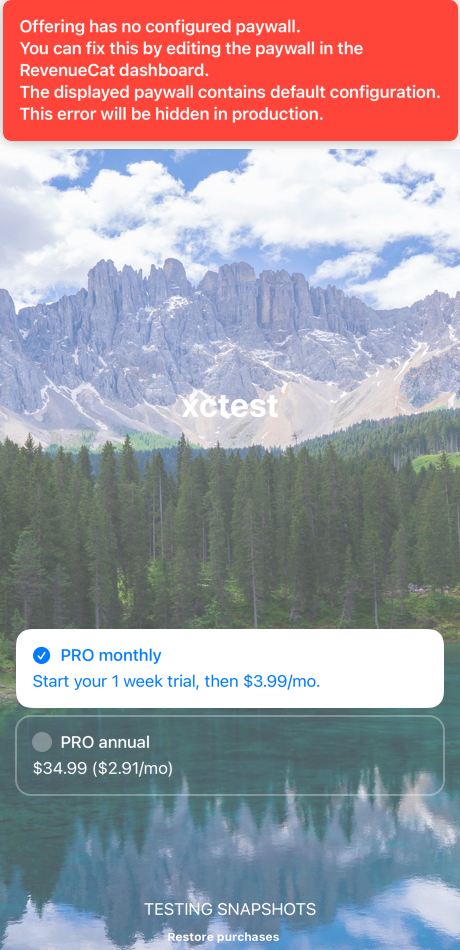 Offering has no configured paywall.
You can fix this by editing the paywall in the
RevenueCat dashboard.
The displayed paywall contains default configuration.
This error will be hidden in production.
xctest
PRO monthly
Start your 1 week trial, then $3.99/mo.
PRO annual
$34.99 ($2.91/mo)
TESTING SNAPSHOTS
Restore purchases